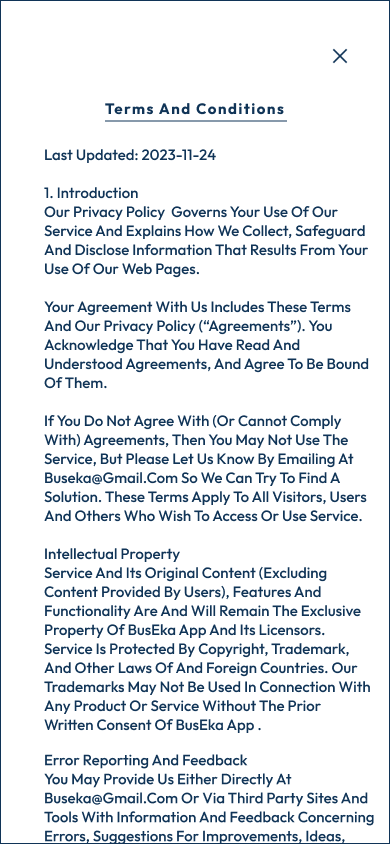 Terms And Conditions
Last Updated: 2023-11-24
1. Introduction
Our Privacy Policy  Governs Your Use Of Our
Service And Explains How We Collect, Safeguard
And Disclose Information That Results From Your
Use Of Our Web Pages.
Your Agreement With Us Includes These Terms
And Our Privacy Policy (“Agreements”). You
Acknowledge That You Have Read And
Understood Agreements, And Agree To Be Bound
Of Them.
If You Do Not Agree With (Or Cannot Comply
With) Agreements, Then You May Not Use The
Service, But Please Let Us Know By Emailing At
Buseka@Gmail.Com So We Can Try To Find A
Solution. These Terms Apply To All Visitors, Users
And Others Who Wish To Access Or Use Service.
Intellectual Property
Service And Its Original Content (Excluding
Content Provided By Users), Features And
Functionality Are And Will Remain The Exclusive
Property Of BusEka App And Its Licensors.
Service Is Protected By Copyright, Trademark,
And Other Laws Of And Foreign Countries. Our
Trademarks May Not Be Used In Connection With
Any Product Or Service Without The Prior
Written Consent Of BusEka App .
Error Reporting And Feedback
You May Provide Us Either Directly At
Buseka@Gmail.Com Or Via Third Party Sites And
Tools With Information And Feedback Concerning
Errors, Suggestions For Improvements, Ideas,